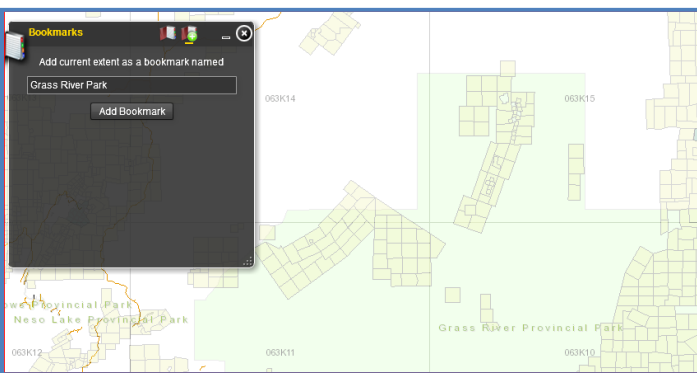 Bookmarks
Add current extent as a bookmark named
Grass River Park
Add Bookmark
063K14
063K15
Provincial Park
Neso Lake Provincial Park
Grass River Provincial Park
063K12
063K11
063K10